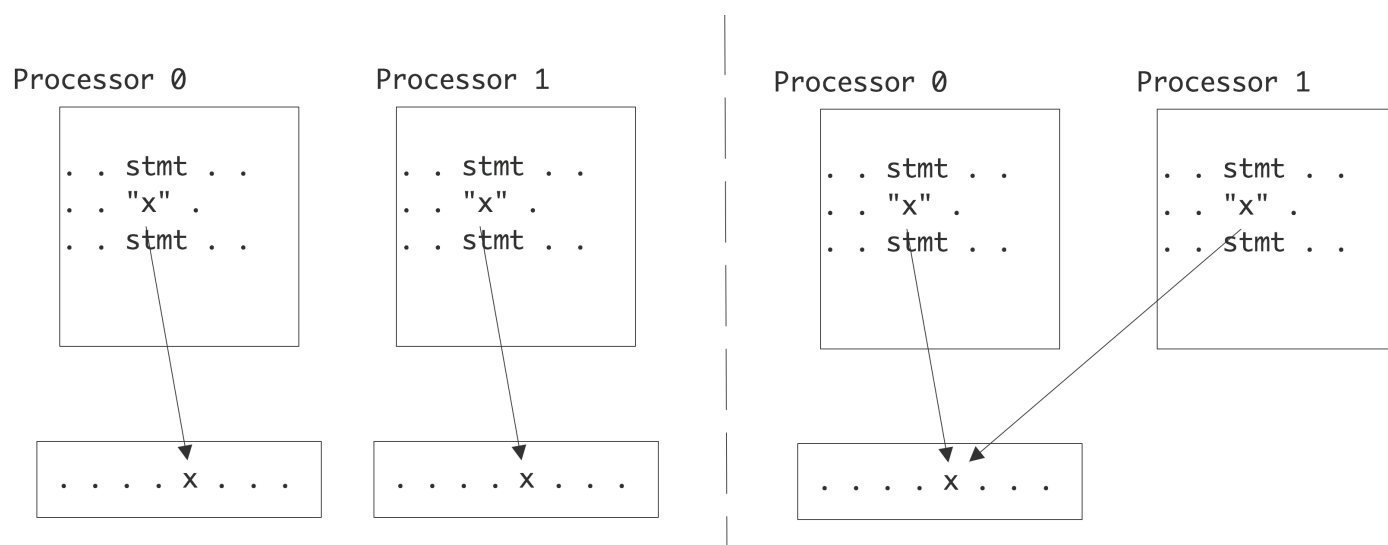 Processor 0
. . stmt . .
. . "x" .
. . stmt . .
. . . . x . . .
Processor 1
. . stmt . .
. . "x" .
. . stmt . .
. . . . x . . .
Processor 0
. . stmt . .
. . "x" .
. . stmt . .
. . . . x . . .
Processor 1
. . stmt . .
. . "x" .
. . stmt . .